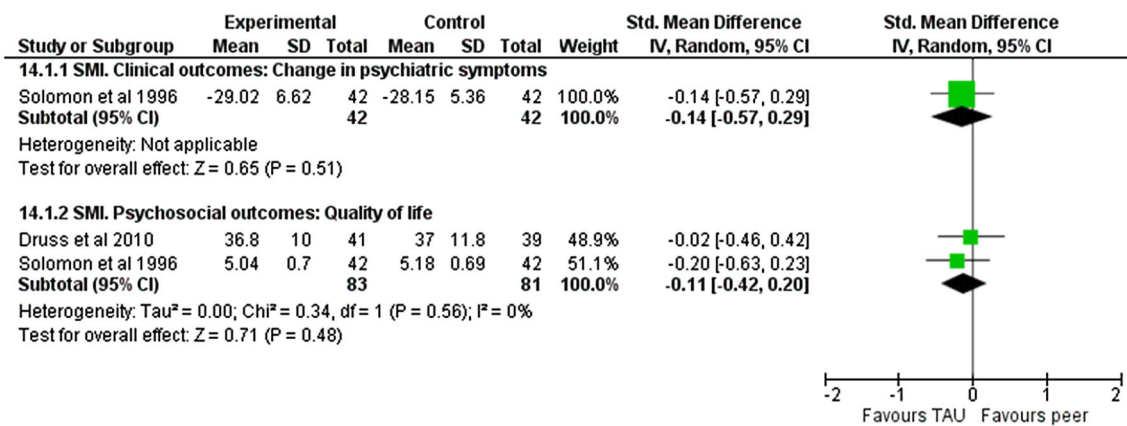 Experimental Control Std. Mean Difference Std. Mean Difference
Study or Subgroup Mean SD Total Mean SD Total Weight IV, Random, 95% CI IV, Random, 95% CI
14.1.1 SMI. Clinical outcomes: Change in psychiatric symptoms
Solomon et al 1996 -29.02 6.62 42 -28.15 5.36 42 100.0% -0.14 [-0.57, 0.29]
Subtotal (95% CI) 42 42 100.0% -0.14 [-0.57, 0.29]
Heterogeneity: Not applicable
Test for overall effect: Z = 0.65 (P = 0.51)
14.1.2 SMI. Psychosocial outcomes: Quality of life
Druss et al 2010 36.8 10 41 37 11.8 39 48.9% -0.02 [-0.46, 0.42]
Solomon et al 1996 5.04 0.7 42 5.18 0.69 42 51.1% -0.20 [-0.63, 0.23]
Subtotal (95% CI) 83 81 100.0% -0.11 [-0.42, 0.20]
Heterogeneity: Tau² = 0.00; Chi² = 0.34, df = 1 (P = 0.56); I² = 0%
Test for overall effect: Z = 0.71 (P = 0.48)
-2 -1 0 1 2
Favours TAU Favours peer